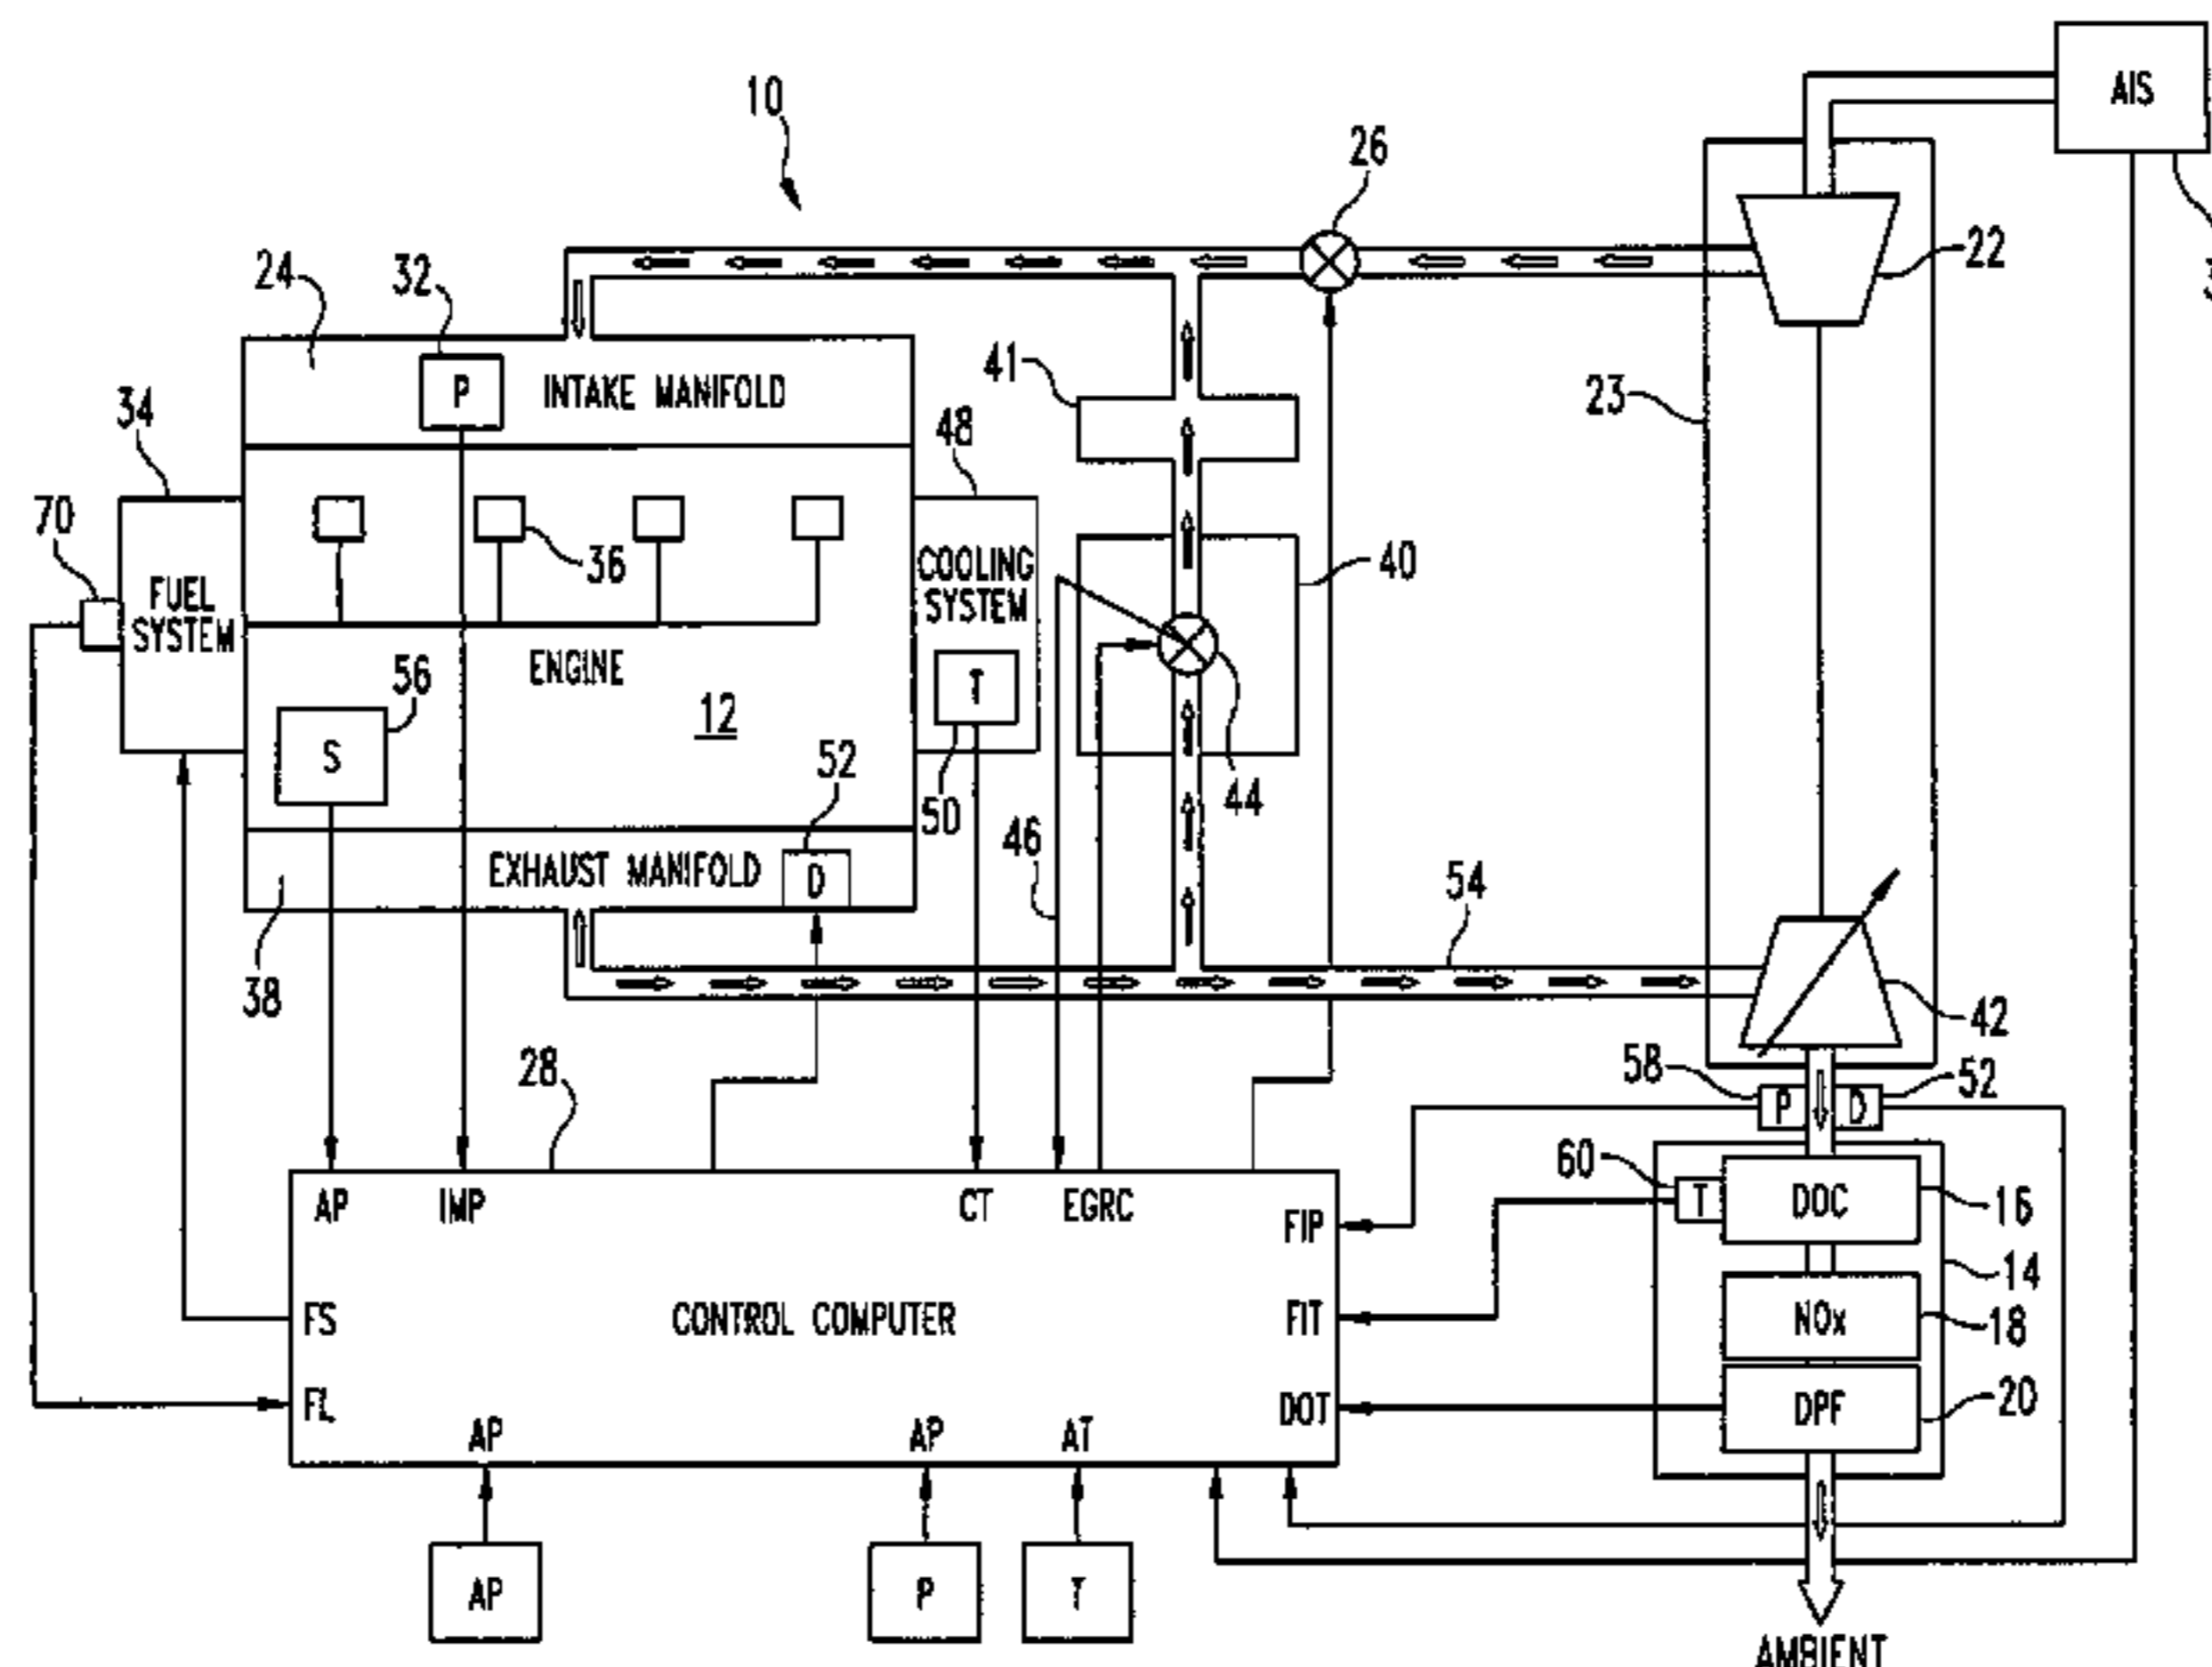 AIS
10
26
22
24
32
INTAKE MANIFOLD
P
41
23
34
48
70
36
FUEL
SYSTEM
COOLING
SYSTEM
40
ENGINE
56
12
T
S
52
50
44
46
EXHAUST MANIFOLD
D
54
38
42
28
58
P
D
52
60
T
DOC
16
AP
IMP
CT
EGRC
FIP
14
FS
CONTROL COMPUTER
FIT
NOx
18
FL
DOT
DPF
20
AP
AP
AT
AP
P
T
AMBIENT